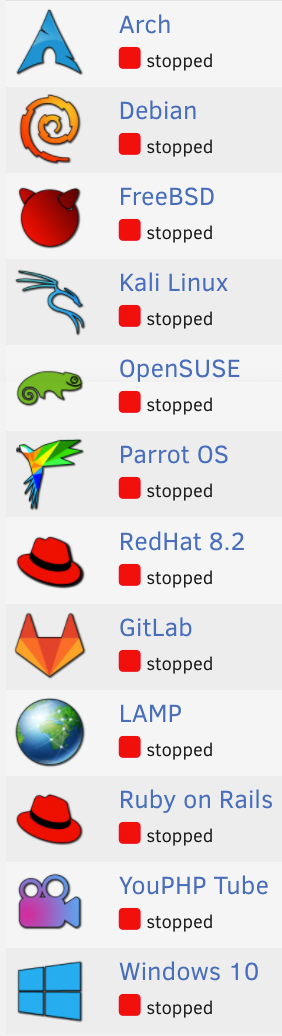 Arch
stopped
Debian
stopped
FreeBSD
stopped
Kali Linux
stopped
OpenSUSE
stopped
Parrot OS
stopped
RedHat 8.2
stopped
GitLab
stopped
LAMP
stopped
Ruby on Rails
stopped
YouPHP Tube
stopped
Windows 10
stopped